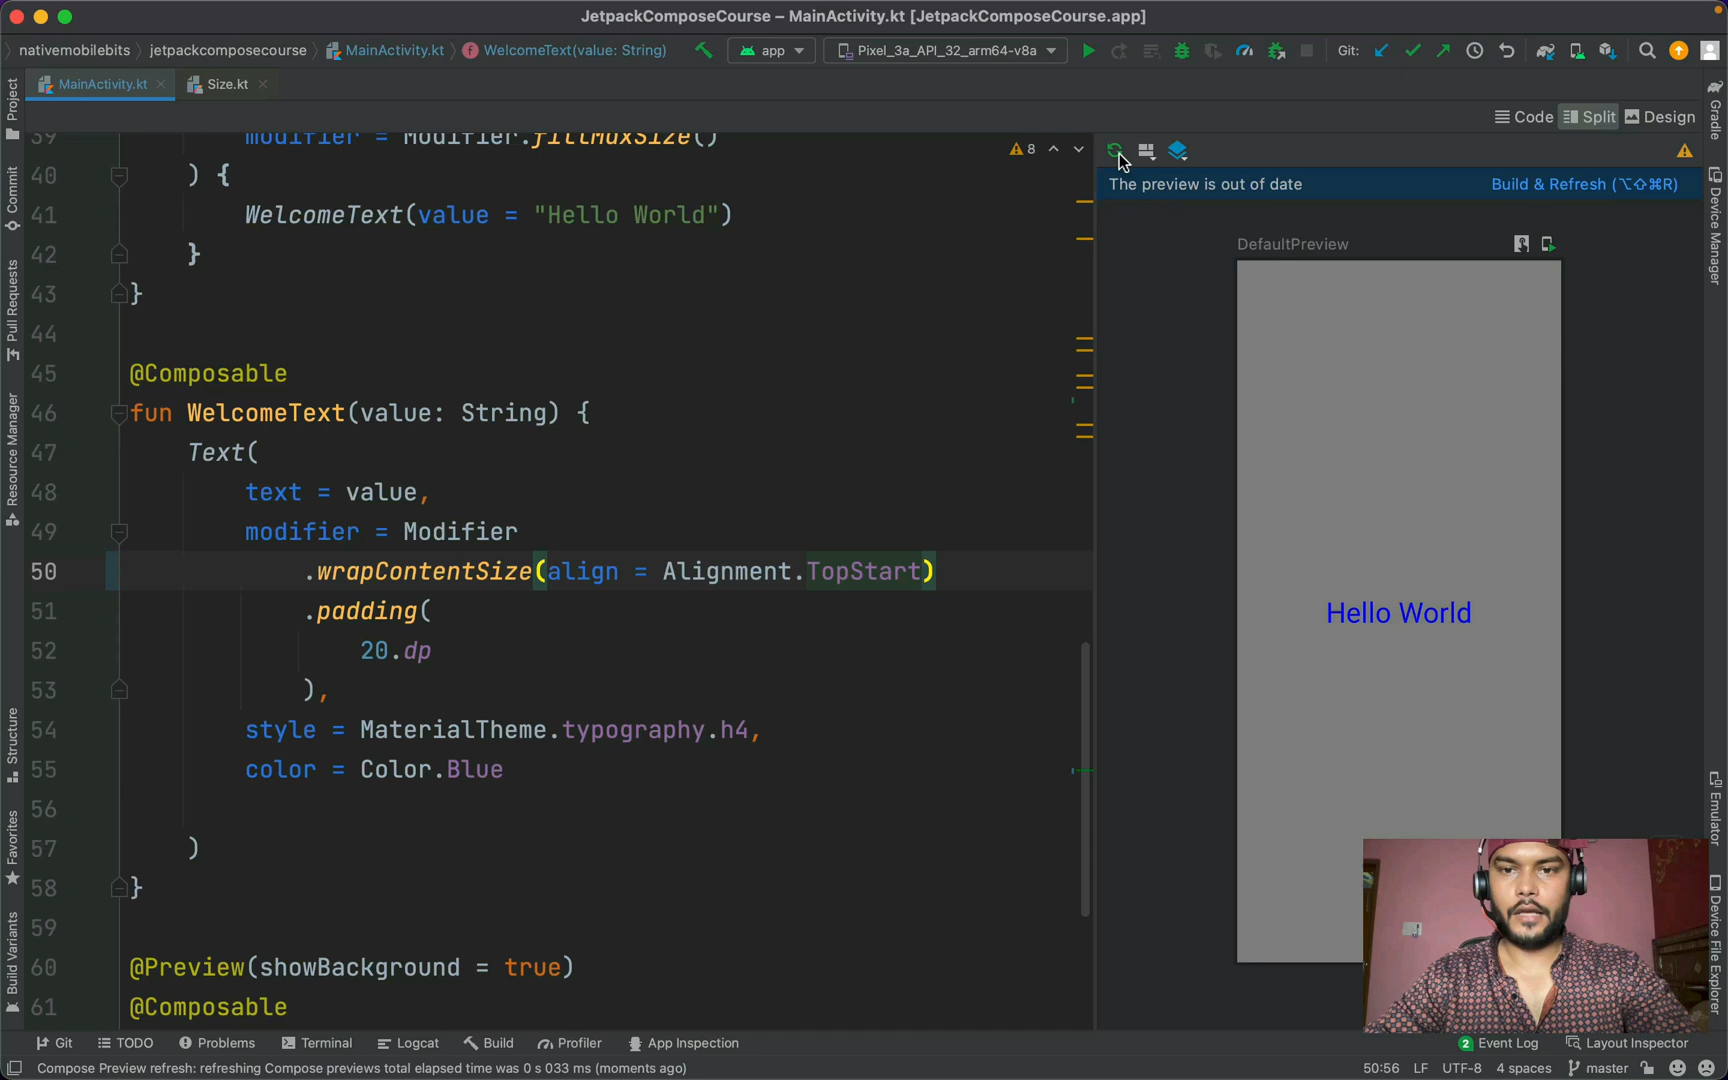 JetpackComposeCourse – MainActivity.kt [JetpackComposeCourse.app]
nativemobilebits
jetpackcomposecourse
MainActivity.kt
WelcomeText(value: String)
app
Pixel_3a_API_32_arm64-v8a
Git:
MainActivity.kt
Size.kt
Code
Split
Design
Project
Commit
Pull Requests
Resource Manager
Structure
Favorites
Build Variants
39 modifier = Modifier.fillMaxSize()
8
40 ) {
41 WelcomeText(value = "Hello World")
42 }
43 }
44
45 @Composable
46 fun WelcomeText(value: String) {
47 Text(
48 text = value,
49 modifier = Modifier
50 .wrapContentSize(align = Alignment.TopStart)
51 .padding(
52 20.dp
53 ),
54 style = MaterialTheme.typography.h4,
55 color = Color.Blue
56
57 )
58 }
59
60 @Preview(showBackground = true)
61 @Composable
The preview is out of date
Build & Refresh (⌥⇧⌘R)
DefaultPreview
Hello World
Gradle
Device Manager
Emulator
Device File Explorer
Git
TODO
Problems
Terminal
Logcat
Build
Profiler
App Inspection
2 Event Log
Layout Inspector
Compose Preview refresh: refreshing Compose previews total elapsed time was 0 s 033 ms (moments ago)
50:56
LF
UTF-8
4 spaces
master